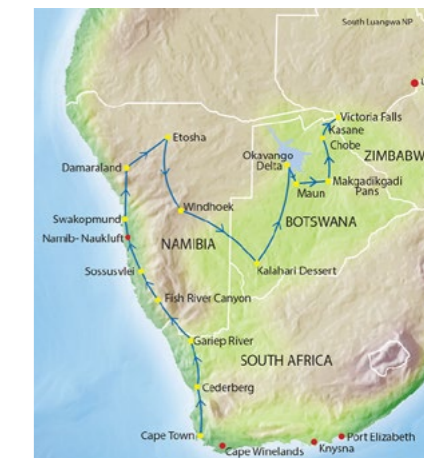 South Luangwa NP
Victoria Falls
Kasane
Chobe
Etosha
Okavango
Delta
ZIMBABW
Damaraland
Makgadikgadi
Pans
Maun
Windhoek
Swakopmund
BOTSWANA
Namib-Naukluft
NAMIBIA
Sossusvlei
Kalahari Dessert
Fish River Canyon
Gariep River
SOUTH AFRICA
Cederberg
Cape Town
Port Elizabeth
Cape Winelands
Knysna